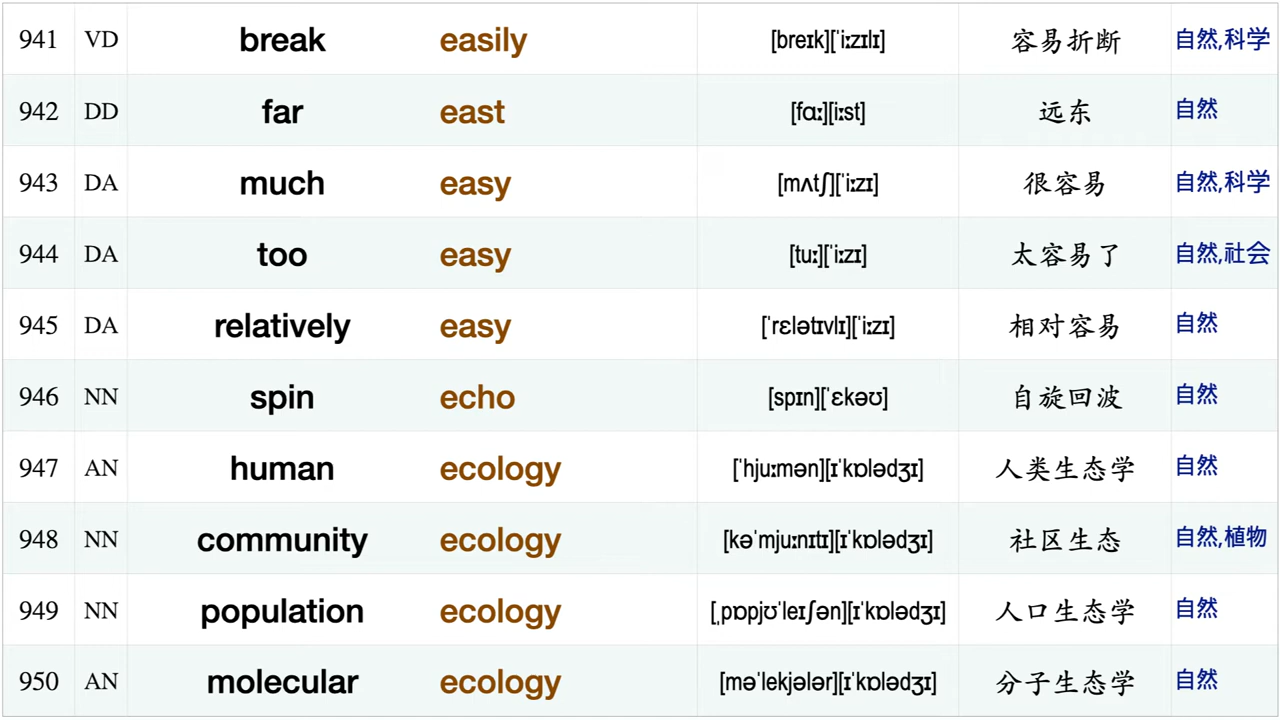 941 VD break easily [breɪk][ˈiːzɪlɪ] 容易折断 自然,科学
942 DD far east [fɑː][iːst] 远东 自然
943 DA much easy [mʌtʃ][ˈiːzɪ] 很容易 自然,科学
944 DA too easy [tuː][ˈiːzɪ] 太容易了 自然,社会
945 DA relatively easy [ˈrɛlətɪvlɪ][ˈiːzɪ] 相对容易 自然
946 NN spin echo [spɪn][ˈɛkəʊ] 自旋回波 自然
947 AN human ecology [ˈhjuːmən][ɪˈkɒlədʒɪ] 人类生态学 自然
948 NN community ecology [kəˈmjuːnɪtɪ][ɪˈkɒlədʒɪ] 社区生态 自然,植物
949 NN population ecology [ˌpɒpjʊˈleɪʃən][ɪˈkɒlədʒɪ] 人口生态学 自然
950 AN molecular ecology [məˈlekjələr][ɪˈkɒlədʒɪ] 分子生态学 自然